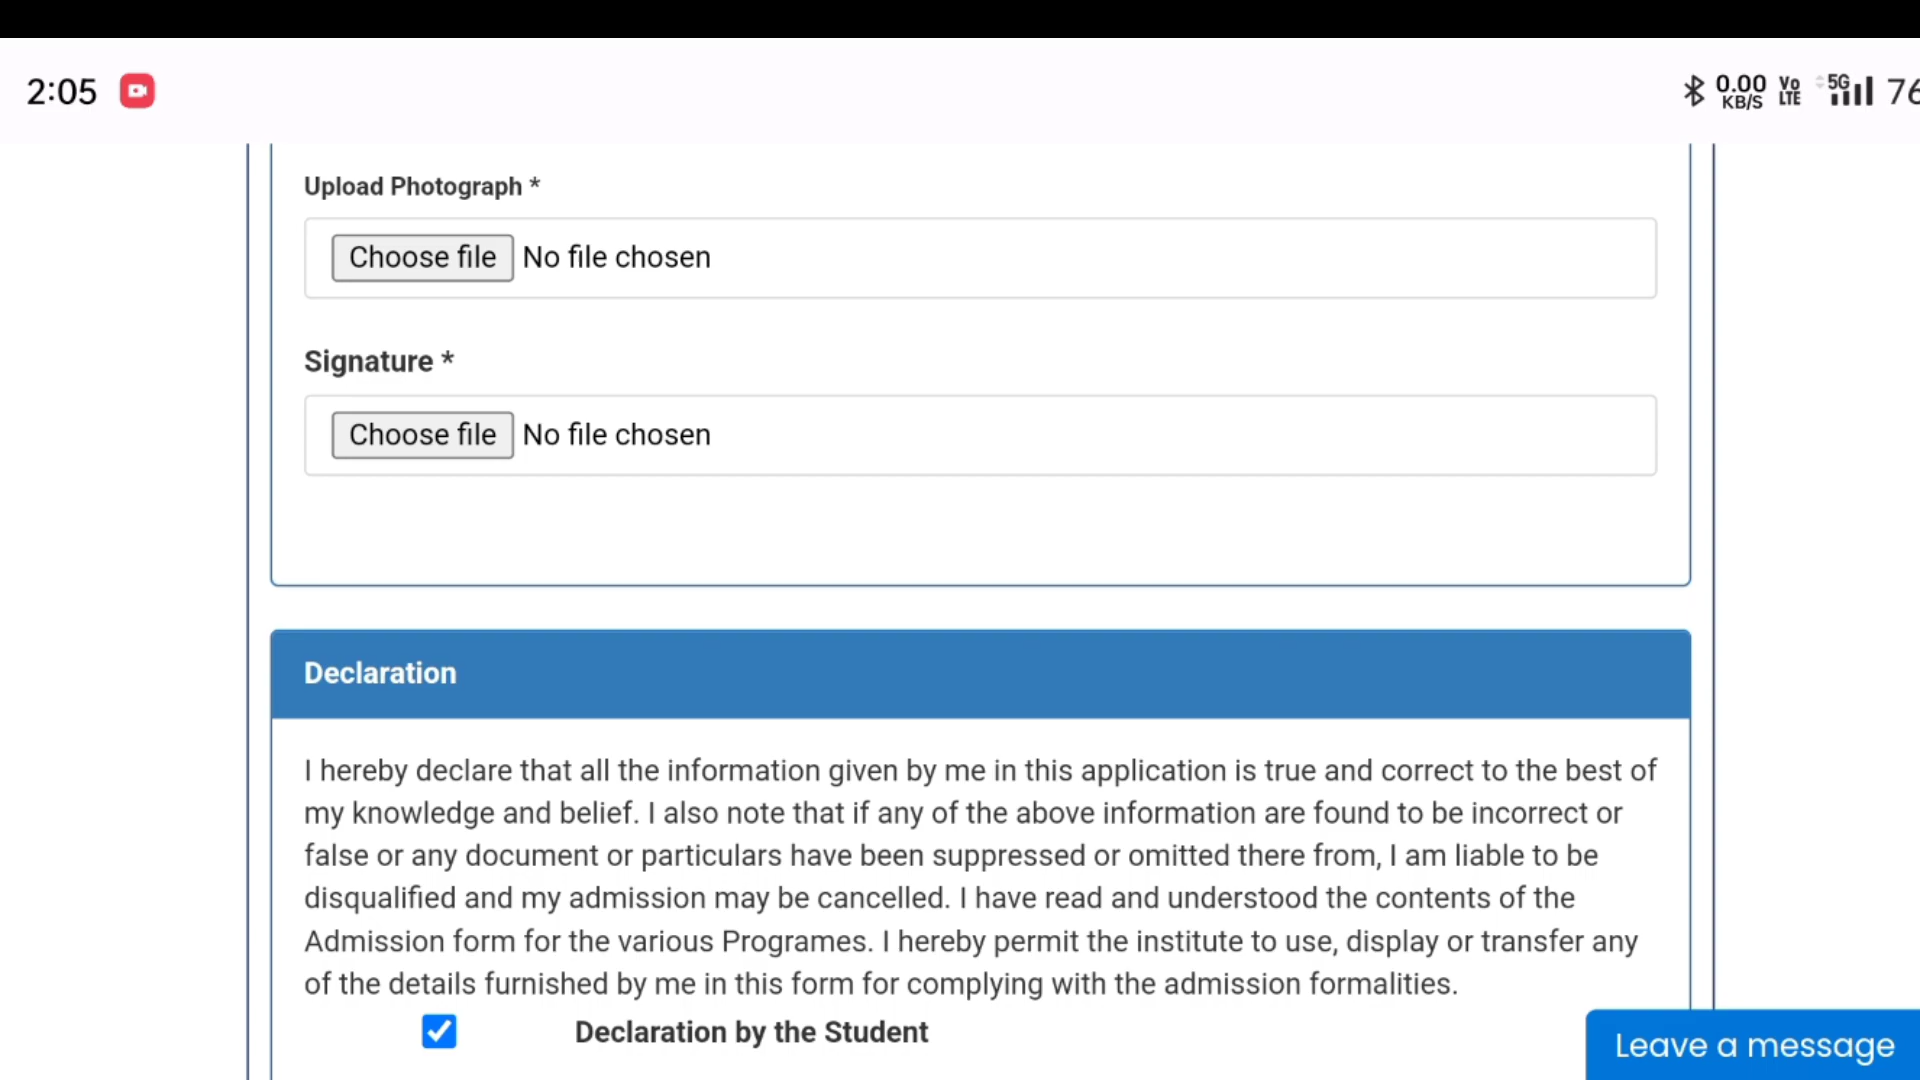 2:05
0.00 KB/S Vo LTE 5G 76
Upload Photograph *
Choose file No file chosen
Signature *
Choose file No file chosen
Declaration
I hereby declare that all the information given by me in this application is true and correct to the best of
my knowledge and belief. I also note that if any of the above information are found to be incorrect or
false or any document or particulars have been suppressed or omitted there from, I am liable to be
disqualified and my admission may be cancelled. I have read and understood the contents of the
Admission form for the various Programes. I hereby permit the institute to use, display or transfer any
of the details furnished by me in this form for complying with the admission formalities.
Declaration by the Student
Leave a message